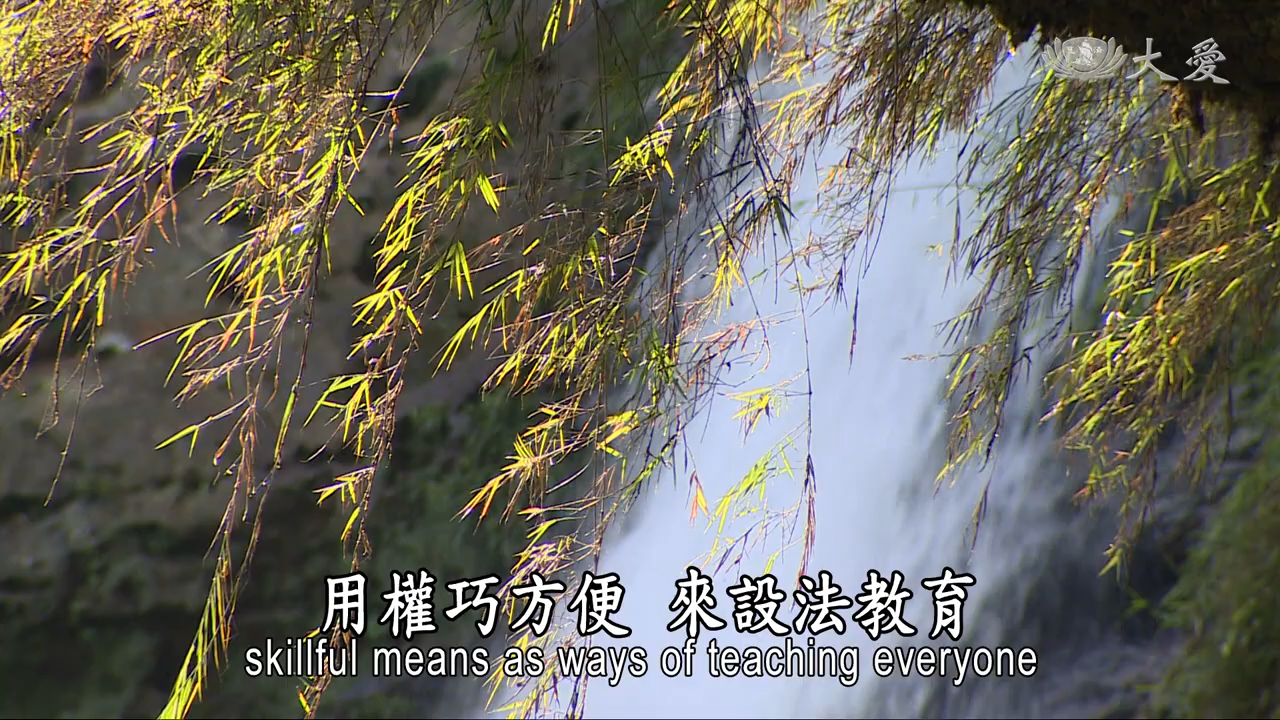 大愛
用權巧方便 來設法教育
skillful means as ways of teaching everyone